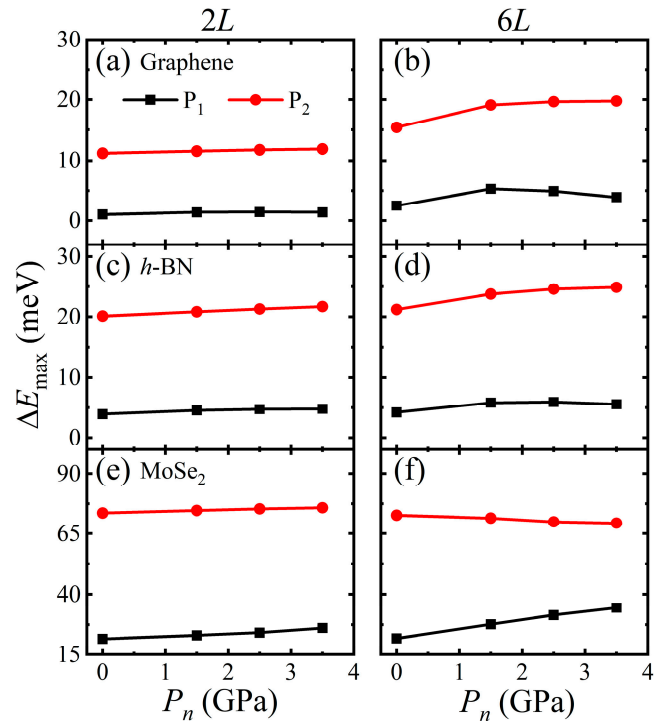 2L 6L
30 (a) Graphene (b)
P₁ P₂
20
10
0
30 (c) h-BN (d)
20
10
0
90 (e) MoSe₂ (f)
65
40
15
0 1 2 3 4 0 1 2 3 4
Pₙ (GPa) Pₙ (GPa)
ΔEmax (meV)